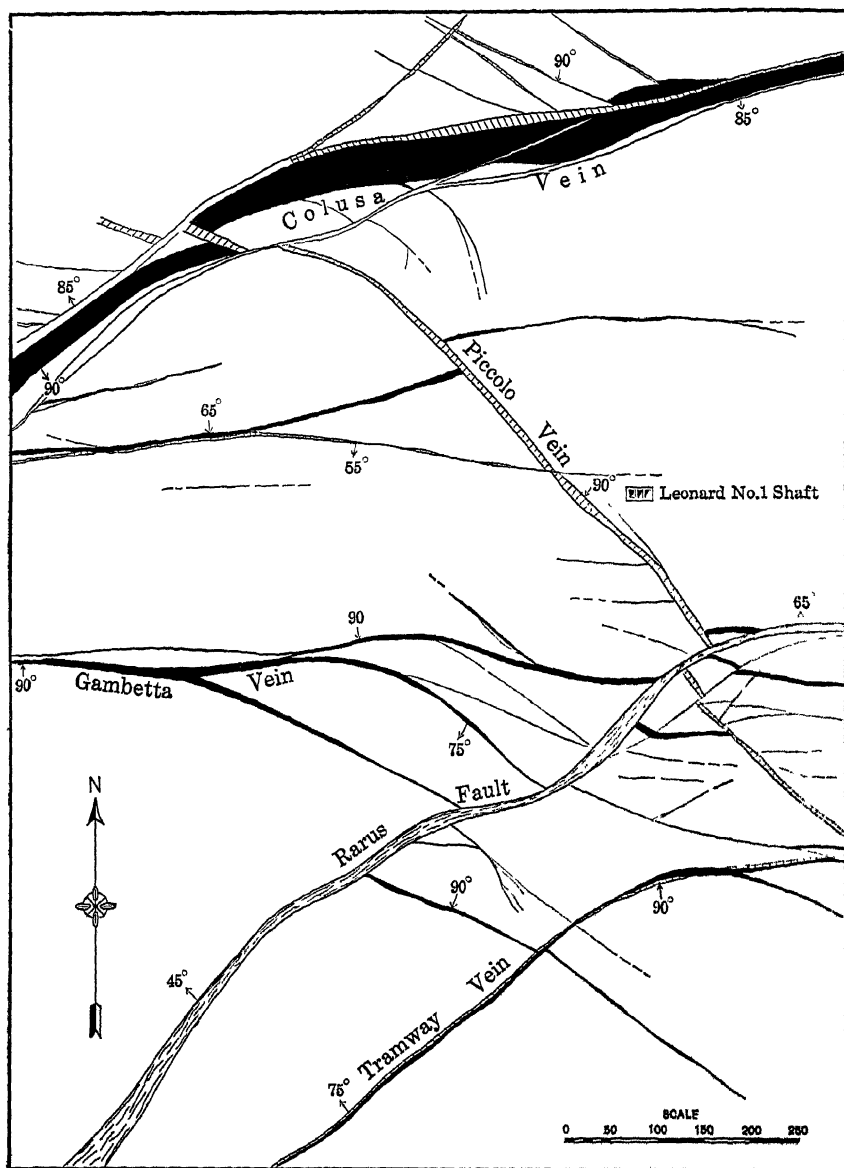 90°
85°
Colusa Vein
85°
90°
65°
55°
Piccolo Vein
90°
Leonard No.1 Shaft
65'
90
90°
Gambetta Vein
75°
N
Rarus Fault
90°
90°
45°
Tramway Vein
75°
SCALE
0 50 100 150 200 250